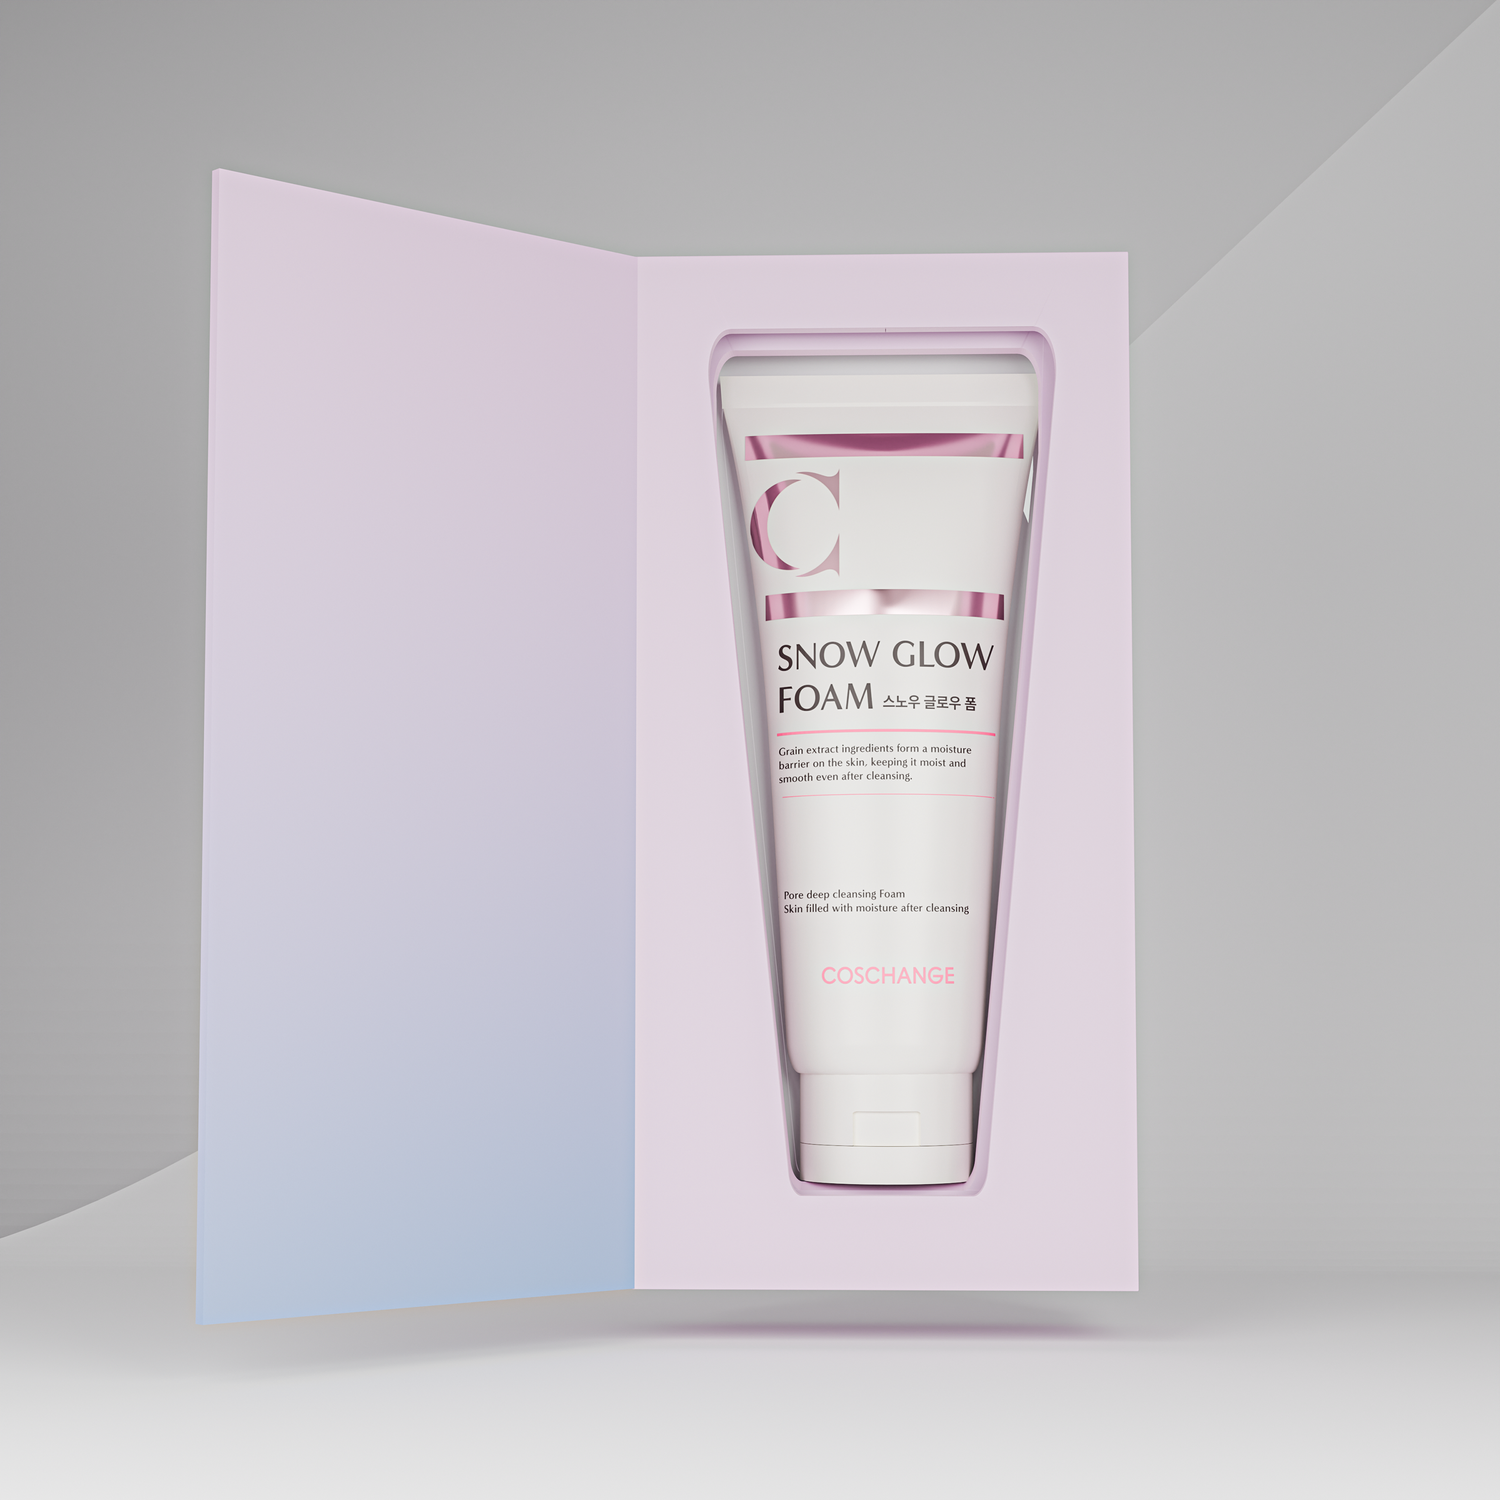 C
SNOW GLOW
FOAM 스노우 글로우 폼
Grain extract ingredients form a moisture
barrier on the skin, keeping it moist and
smooth even after cleansing.
Pore deep cleansing Foam
Skin filled with moisture after cleansing
COSCHANGE